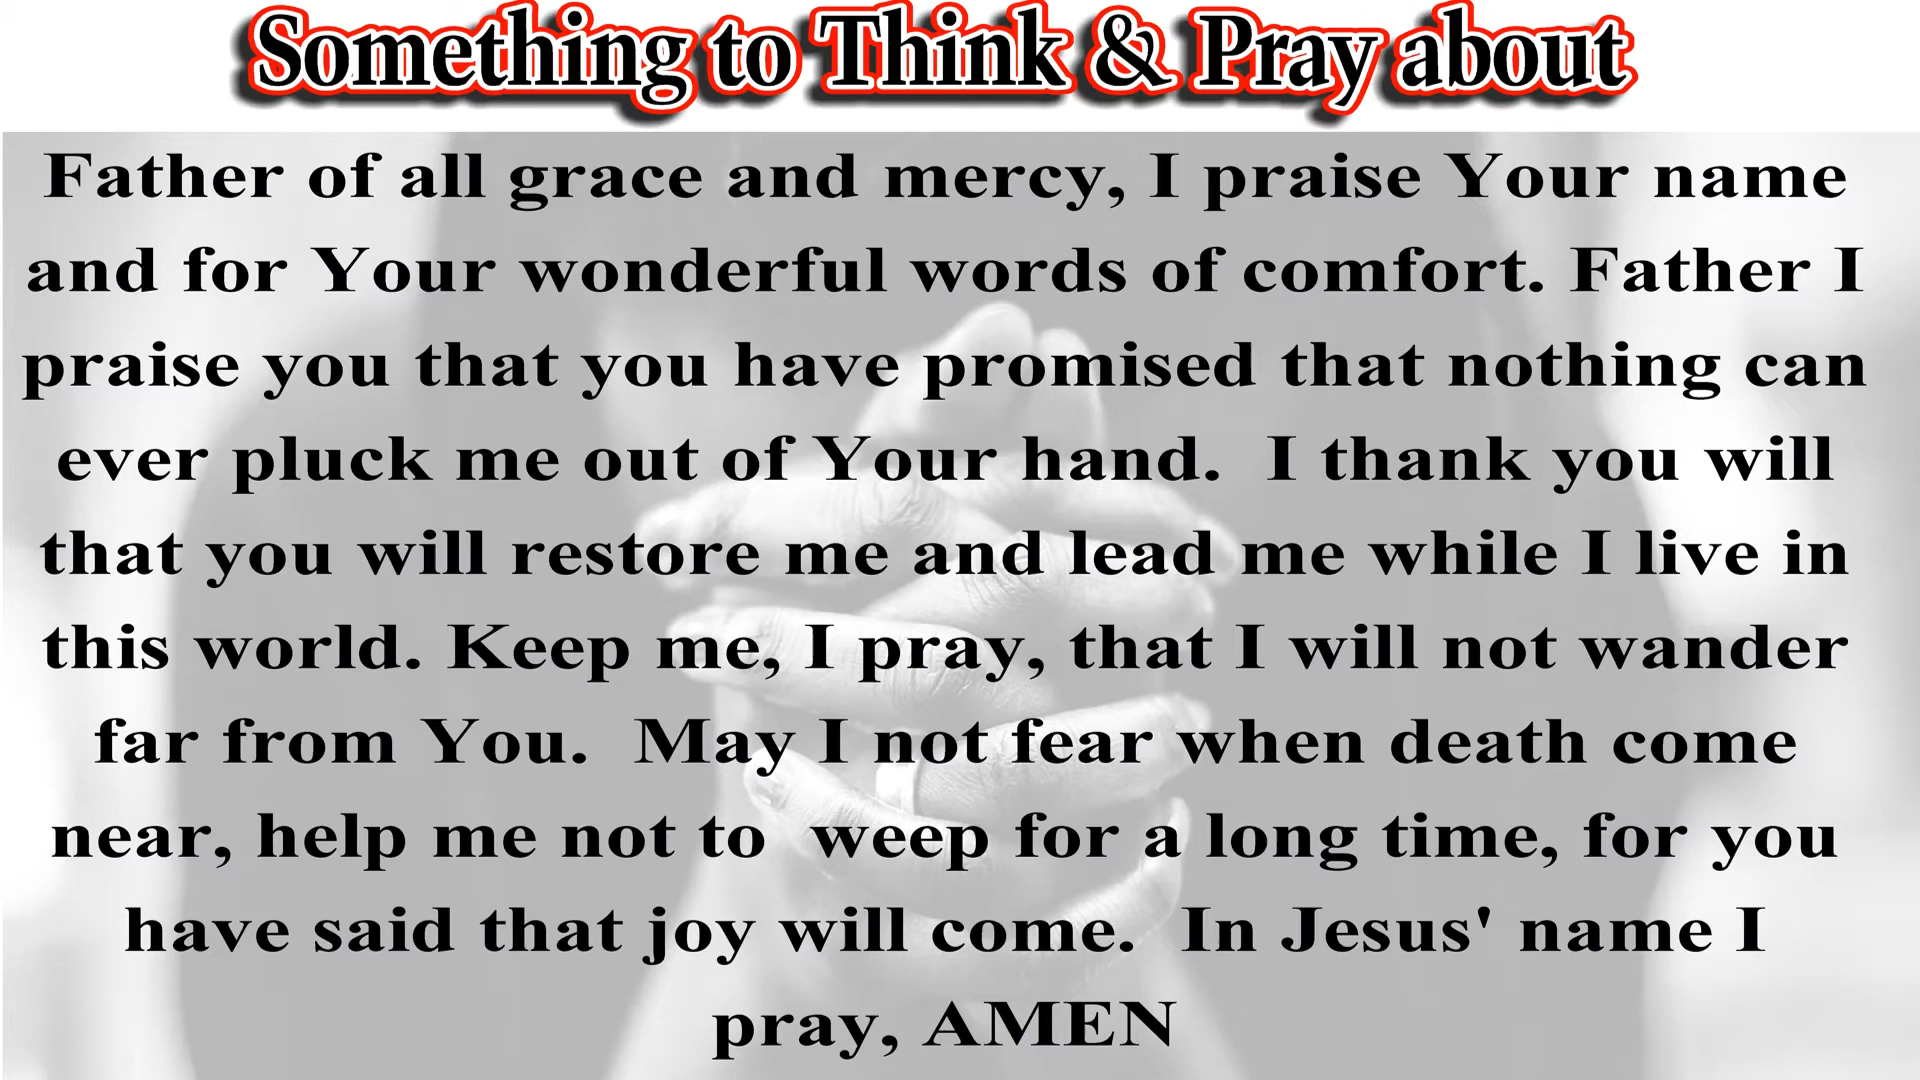 Something to Think & Pray about
Father of all grace and mercy, I praise Your name
and for Your wonderful words of comfort. Father I
praise you that you have promised that nothing can
ever pluck me out of Your hand.  I thank you will
that you will restore me and lead me while I live in
this world. Keep me, I pray, that I will not wander
far from You.  May I not fear when death come
near, help me not to  weep for a long time, for you
have said that joy will come.  In Jesus' name I
pray, AMEN